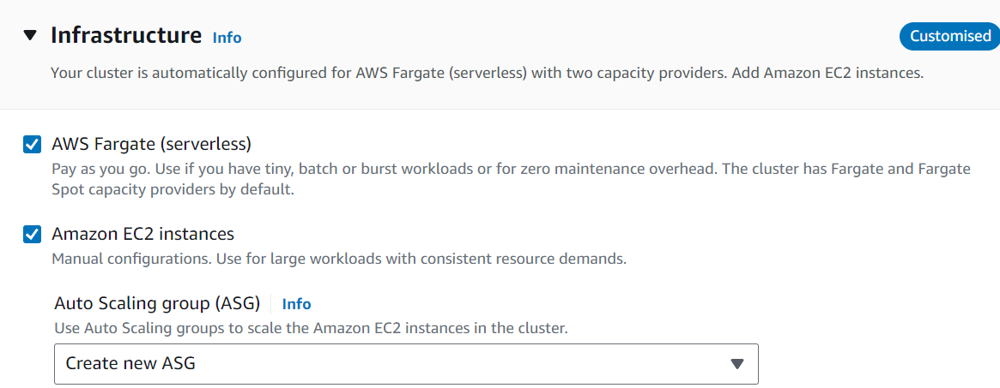 Infrastructure Info
Customised
Your cluster is automatically configured for AWS Fargate (serverless) with two capacity providers. Add Amazon EC2 instances.
AWS Fargate (serverless)
Pay as you go. Use if you have tiny, batch or burst workloads or for zero maintenance overhead. The cluster has Fargate and Fargate
Spot capacity providers by default.
Amazon EC2 instances
Manual configurations. Use for large workloads with consistent resource demands.
Auto Scaling group (ASG) Info
Use Auto Scaling groups to scale the Amazon EC2 instances in the cluster.
Create new ASG